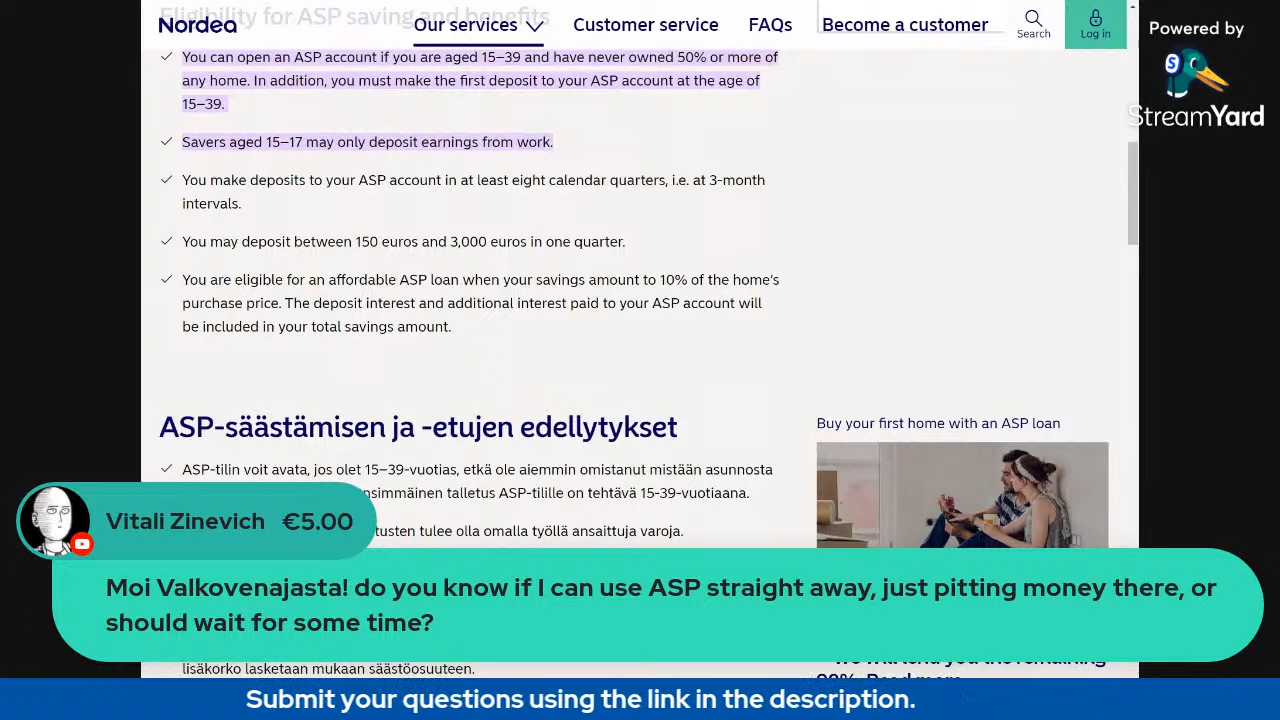 Eligibility for ASP saving and benefits
Nordea
Our services
Customer service
FAQs
Become a customer
Search
Log in
Powered by
StreamYard
You can open an ASP account if you are aged 15–39 and have never owned 50% or more of
any home. In addition, you must make the first deposit to your ASP account at the age of
15–39.
Savers aged 15–17 may only deposit earnings from work.
You make deposits to your ASP account in at least eight calendar quarters, i.e. at 3-month
intervals.
You may deposit between 150 euros and 3,000 euros in one quarter.
You are eligible for an affordable ASP loan when your savings amount to 10% of the home’s
purchase price. The deposit interest and additional interest paid to your ASP account will
be included in your total savings amount.
ASP-säästämisen ja -etujen edellytykset
Buy your first home with an ASP loan
ASP-tilin voit avata, jos olet 15–39-vuotias, etkä ole aiemmin omistanut mistään asunnosta
talletus ASP-tilille on tehtävä 15-39-vuotiaana.
tulee olla omalla työllä ansaittuja varoja.
Vitali Zinevich €5.00
Moi Valkovenajasta! do you know if I can use ASP straight away, just pitting money there, or
should wait for some time?
lisäkorko lasketaan mukaan säästöosuuteen.
Submit your questions using the link in the description.